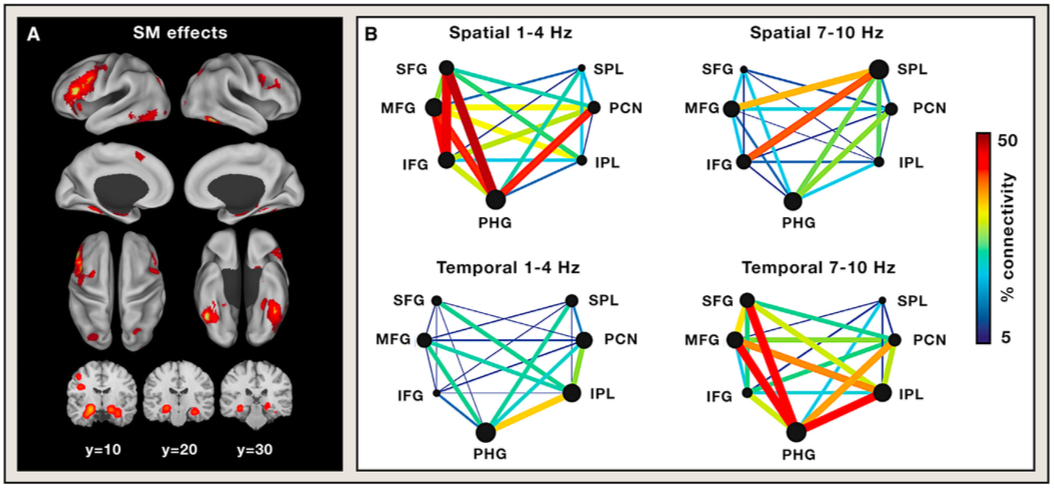 A
SM effects
y=10
y=20
y=30
B
Spatial 1-4 Hz
SFG
SPL
MFG
PCN
IFG
IPL
PHG
Spatial 7-10 Hz
SFG
SPL
MFG
PCN
IFG
IPL
PHG
Temporal 1-4 Hz
SFG
SPL
MFG
PCN
IFG
IPL
PHG
Temporal 7-10 Hz
SFG
SPL
MFG
PCN
IFG
IPL
PHG
50
% connectivity
5